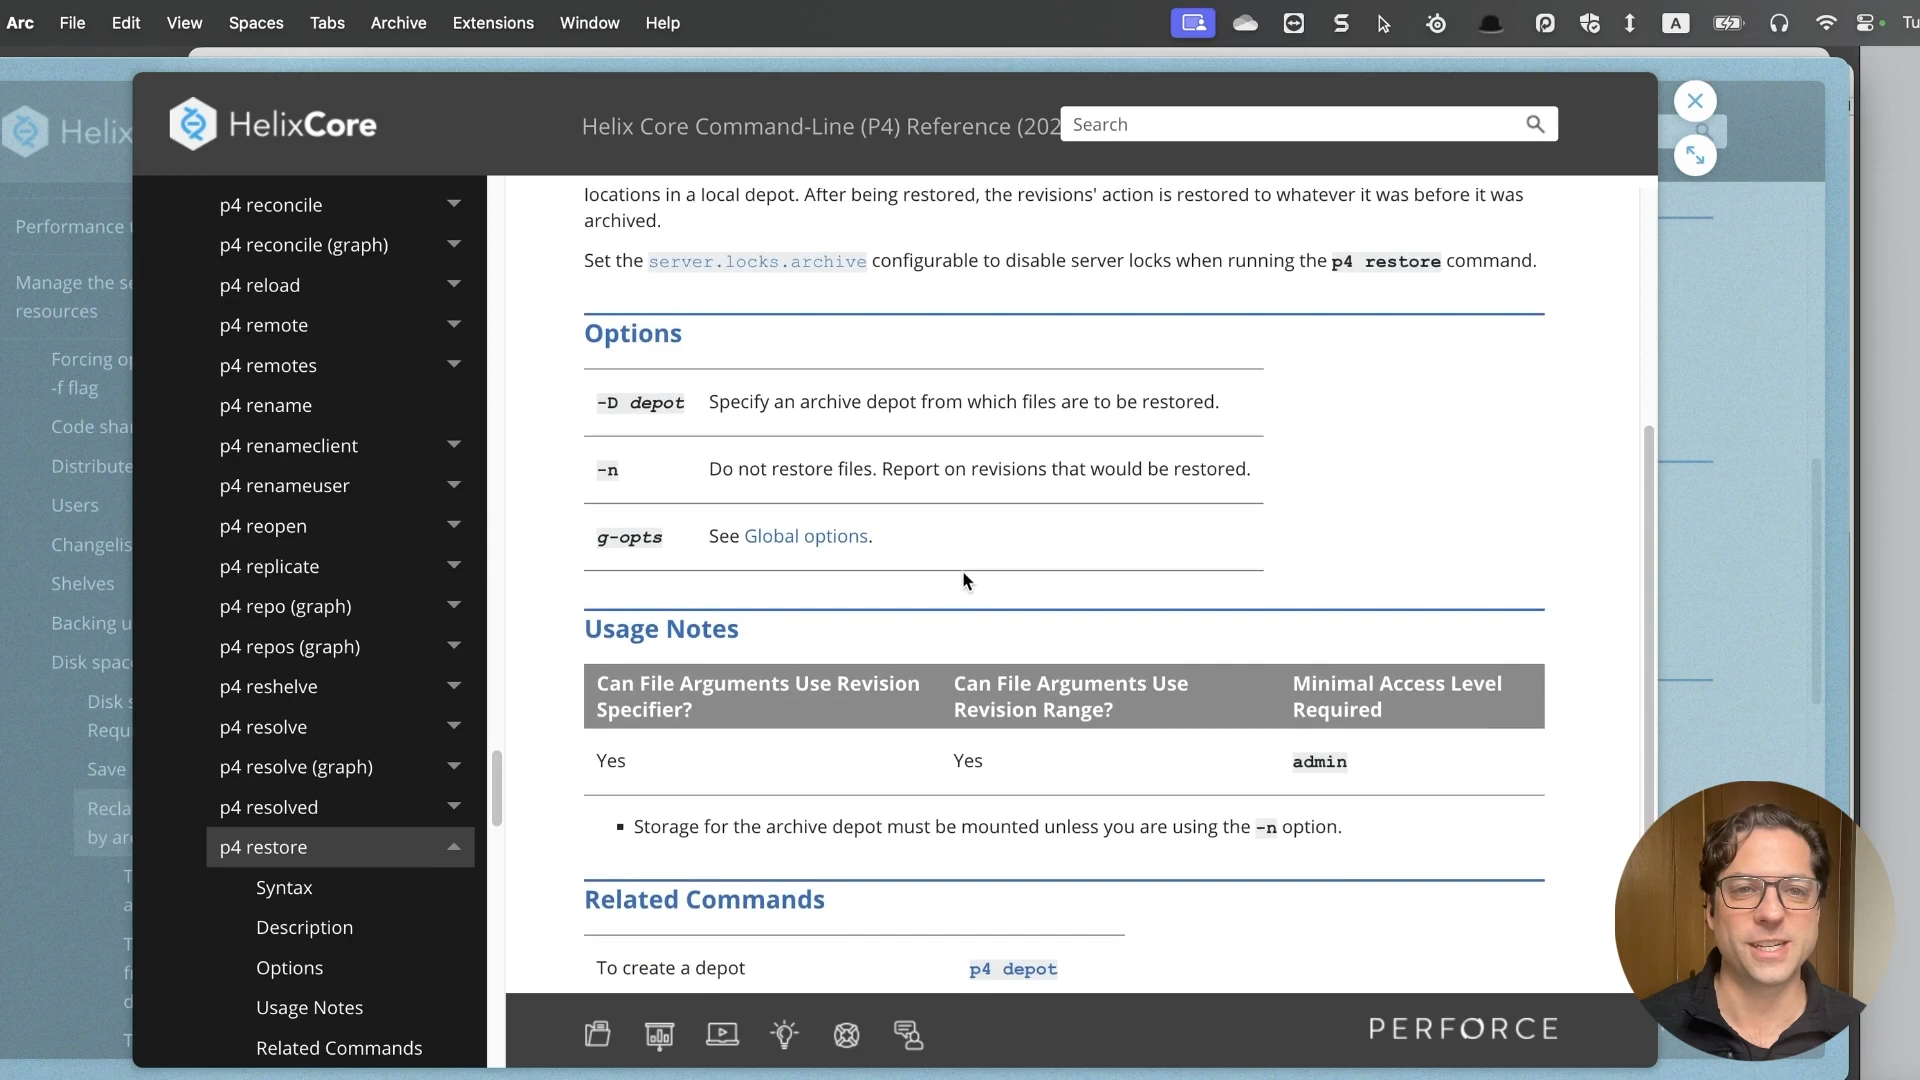 Arc File Edit View Spaces Tabs Archive Extensions Window Help
A
Tu
Helix
Performance
Manage the se
resources
Forcing op
-f flag
Code shar
Distribute
Users
Changelis
Shelves
Backing u
Disk spac
Disk s
Requ
Save
Recla
by ar
HelixCore
Helix Core Command-Line (P4) Reference (202
Search
p4 reconcile
p4 reconcile (graph)
p4 reload
p4 remote
p4 remotes
p4 rename
p4 renameclient
p4 renameuser
p4 reopen
p4 replicate
p4 repo (graph)
p4 repos (graph)
p4 reshelve
p4 resolve
p4 resolve (graph)
p4 resolved
p4 restore
Syntax
Description
Options
Usage Notes
Related Commands
locations in a local depot. After being restored, the revisions' action is restored to whatever it was before it was
archived.
Set the server.locks.archive configurable to disable server locks when running the p4 restore command.
Options
-D depot Specify an archive depot from which files are to be restored.
-n Do not restore files. Report on revisions that would be restored.
g-opts See Global options.
Usage Notes
Can File Arguments Use Revision Can File Arguments Use Minimal Access Level
Specifier? Revision Range? Required
Yes Yes admin
▪ Storage for the archive depot must be mounted unless you are using the -n option.
Related Commands
To create a depot p4 depot
PERFORCE